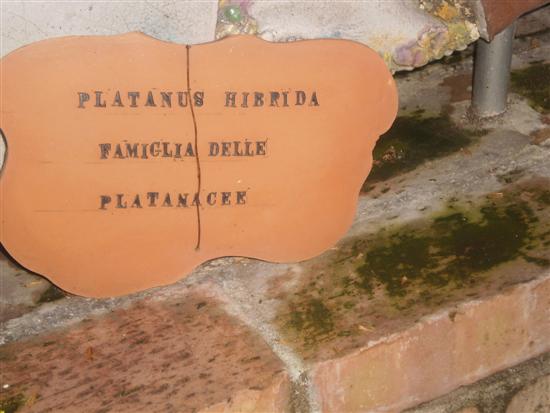 PLATANUS HIBRIDA
FAMIGLIA DELLE
PLATANACEE